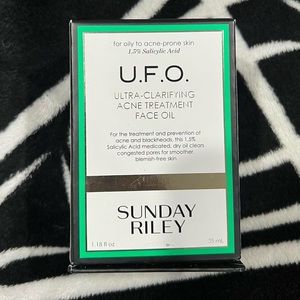 for oily to acne-prone skin
1.5% Salicylic Acid
U.F.O.
ULTRA-CLARIFYING
ACNE TREATMENT
FACE OIL
For the treatment and prevention of
acne and blackheads, this 1.5%
Salicylic Acid medicated, dry oil clears
congested pores for smoother,
blemish-free skin
SUNDAY
RILEY
1.18 fl oz
35 mL